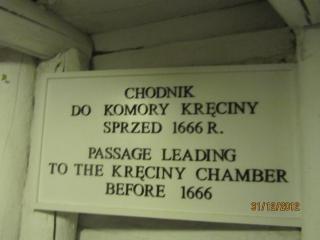 CHODNIK
DO KOMORY KRĘCINY
SPRZED 1666 R.
PASSAGE LEADING
TO THE KRĘCINY CHAMBER
BEFORE 1666
31/12/2012